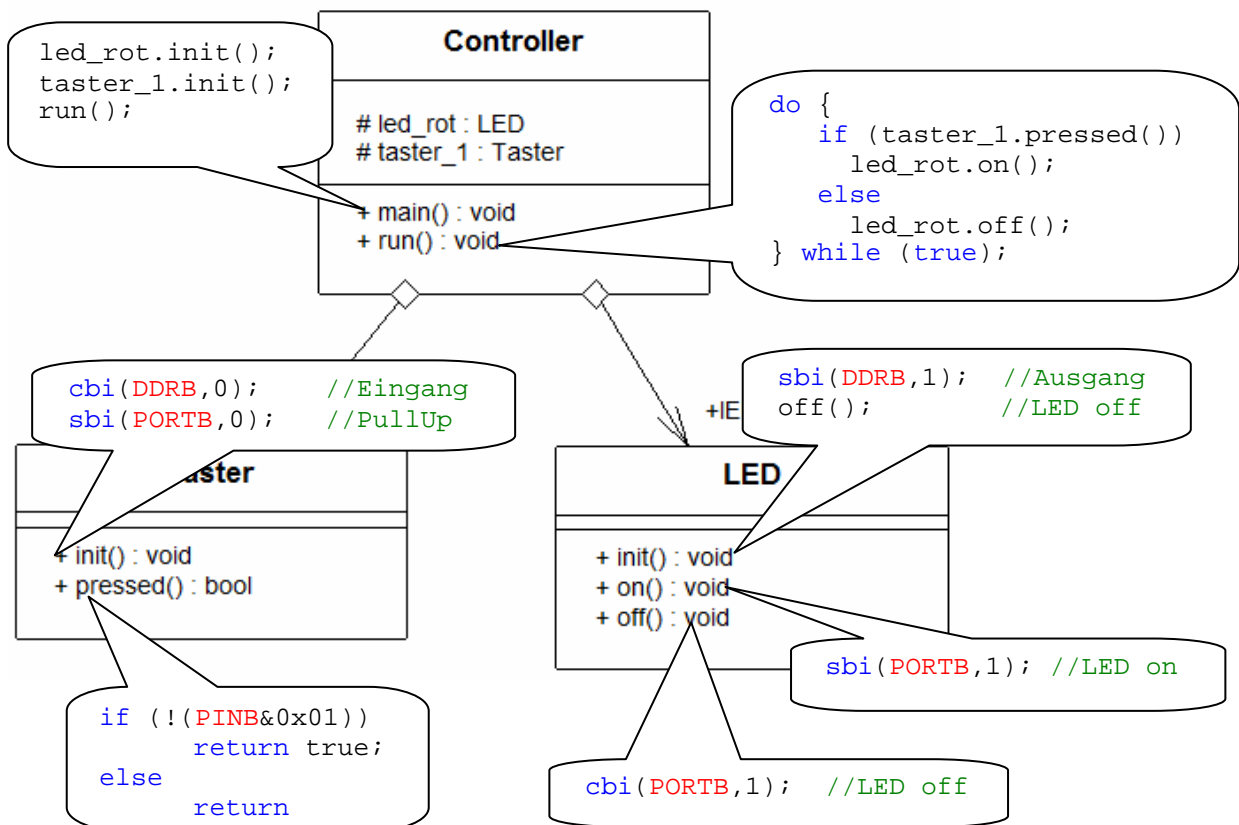 Controller
led_rot.init();
taster_1.init();
run();
# led_rot : LED
# taster_1 : Taster
+ main() : void
+ run() : void
do {
if (taster_1.pressed())
led_rot.on();
else
led_rot.off();
} while (true);
cbi(DDRB,0); //Eingang
sbi(PORTB,0); //PullUp
+lE
sbi(DDRB,1); //Ausgang
off(); //LED off
aster
+ init() : void
+ pressed() : bool
LED
+ init() : void
+ on() : void
+ off() : void
sbi(PORTB,1); //LED on
if (!(PINB&0x01))
return true;
else
return
cbi(PORTB,1); //LED off